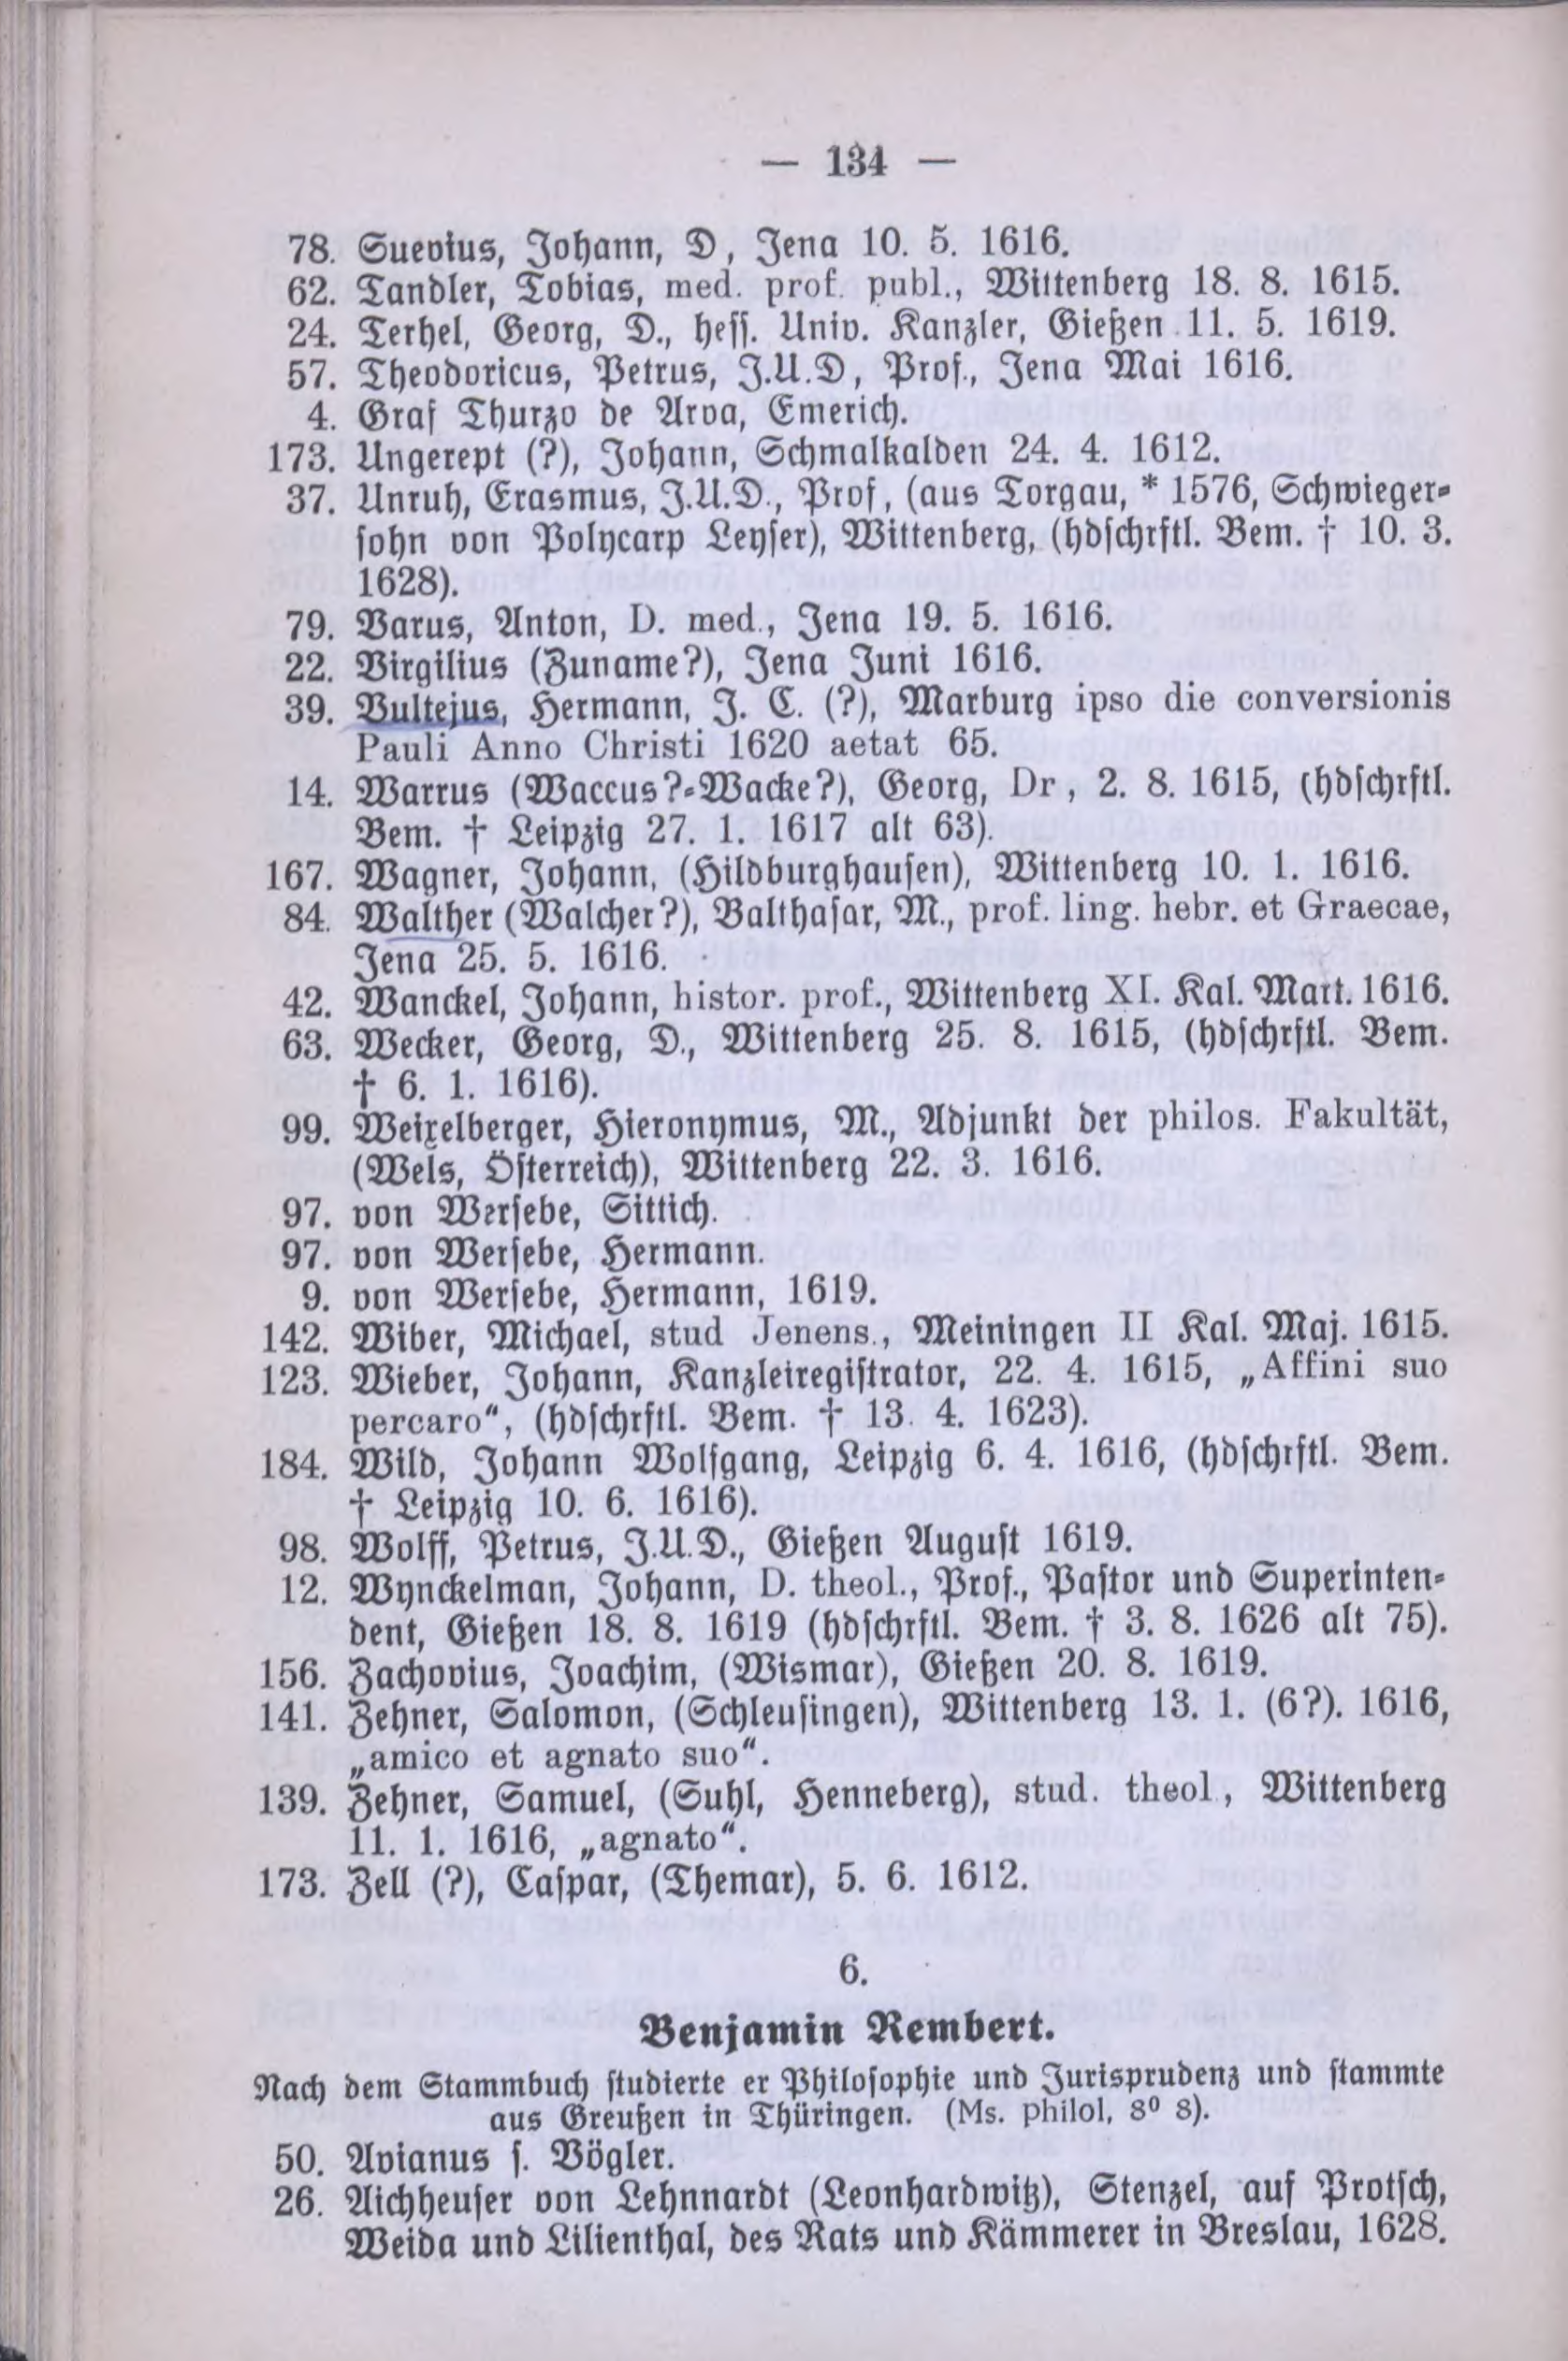 — 134 —
78. Suevius, Johann, D, Jena 10. 5. 1616.
62. Tandler, Tobias, med. prof. publ., Wittenberg 18. 8. 1615.
24. Terhel, Georg, D., hess. Univ. Kanzler, Gießen 11. 5. 1619.
57. Theodoricus, Petrus, J.U.D, Prof., Jena Mai 1616.
4. Graf Thurzo de Arva, Emerich.
173. Ungerept (?), Johann, Schmalkalden 24. 4. 1612.
37. Unruh, Erasmus, J.U.D., Prof, (aus Torgau, * 1576, Schwieger-
sohn von Polycarp Leyser), Wittenberg, (hdschrftl. Bem. † 10. 3.
1628).
79. Varus, Anton, D. med., Jena 19. 5. 1616.
22. Virgilius (Zuname?), Jena Juni 1616.
39. Vultejus, Hermann, J. C. (?), Marburg ipso die conversionis
Pauli Anno Christi 1620 aetat 65.
14. Warrus (Waccus?-Wacke?), Georg, Dr, 2. 8. 1615, (hdschrftl.
Bem. † Leipzig 27. 1. 1617 alt 63).
167. Wagner, Johann, (Hildburghausen), Wittenberg 10. 1. 1616.
84. Walther (Walcher?), Balthasar, M., prof. ling. hebr. et Graecae,
Jena 25. 5. 1616.
42. Wanckel, Johann, histor. prof., Wittenberg XI. Kal. Mart. 1616.
63. Wecker, Georg, D., Wittenberg 25. 8. 1615, (hdschrftl. Bem.
† 6. 1. 1616).
99. Weixelberger, Hieronymus, M., Adjunkt der philos. Fakultät,
(Wels, Österreich), Wittenberg 22. 3. 1616.
97. von Wersebe, Sittich.
97. von Wersebe, Hermann.
9. von Wersebe, Hermann, 1619.
142. Wiber, Michael, stud Jenens., Meiningen II Kal. Maj. 1615.
123. Wieber, Johann, Kanzleiregistrator, 22. 4. 1615, „Affini suo
percaro“, (hdschrftl. Bem. † 13. 4. 1623).
184. Wild, Johann Wolfgang, Leipzig 6. 4. 1616, (hdschrftl. Bem.
† Leipzig 10. 6. 1616).
98. Wolff, Petrus, J.U.D., Gießen August 1619.
12. Wynckelman, Johann, D. theol., Prof., Pastor und Superinten-
dent, Gießen 18. 8. 1619 (hdschrftl. Bem. † 3. 8. 1626 alt 75).
156. Zachovius, Joachim, (Wismar), Gießen 20. 8. 1619.
141. Zehner, Salomon, (Schleusingen), Wittenberg 13. 1. (6?). 1616,
„amico et agnato suo“.
139. Zehner, Samuel, (Suhl, Henneberg), stud. theol., Wittenberg
11. 1. 1616, „agnato“.
173. Zell (?), Caspar, (Themar), 5. 6. 1612.
6.
Benjamin Rembert.
Nach dem Stammbuch studierte er Philosophie und Jurisprudenz und stammte
aus Greußen in Thüringen. (Ms. philol, 8⁰ 8).
50. Avianus s. Vögler.
26. Aichheuser von Lehnnardt (Leonhardwitz), Stenzel, auf Protsch,
Weida und Lilienthal, des Rats und Kämmerer in Breslau, 1628.